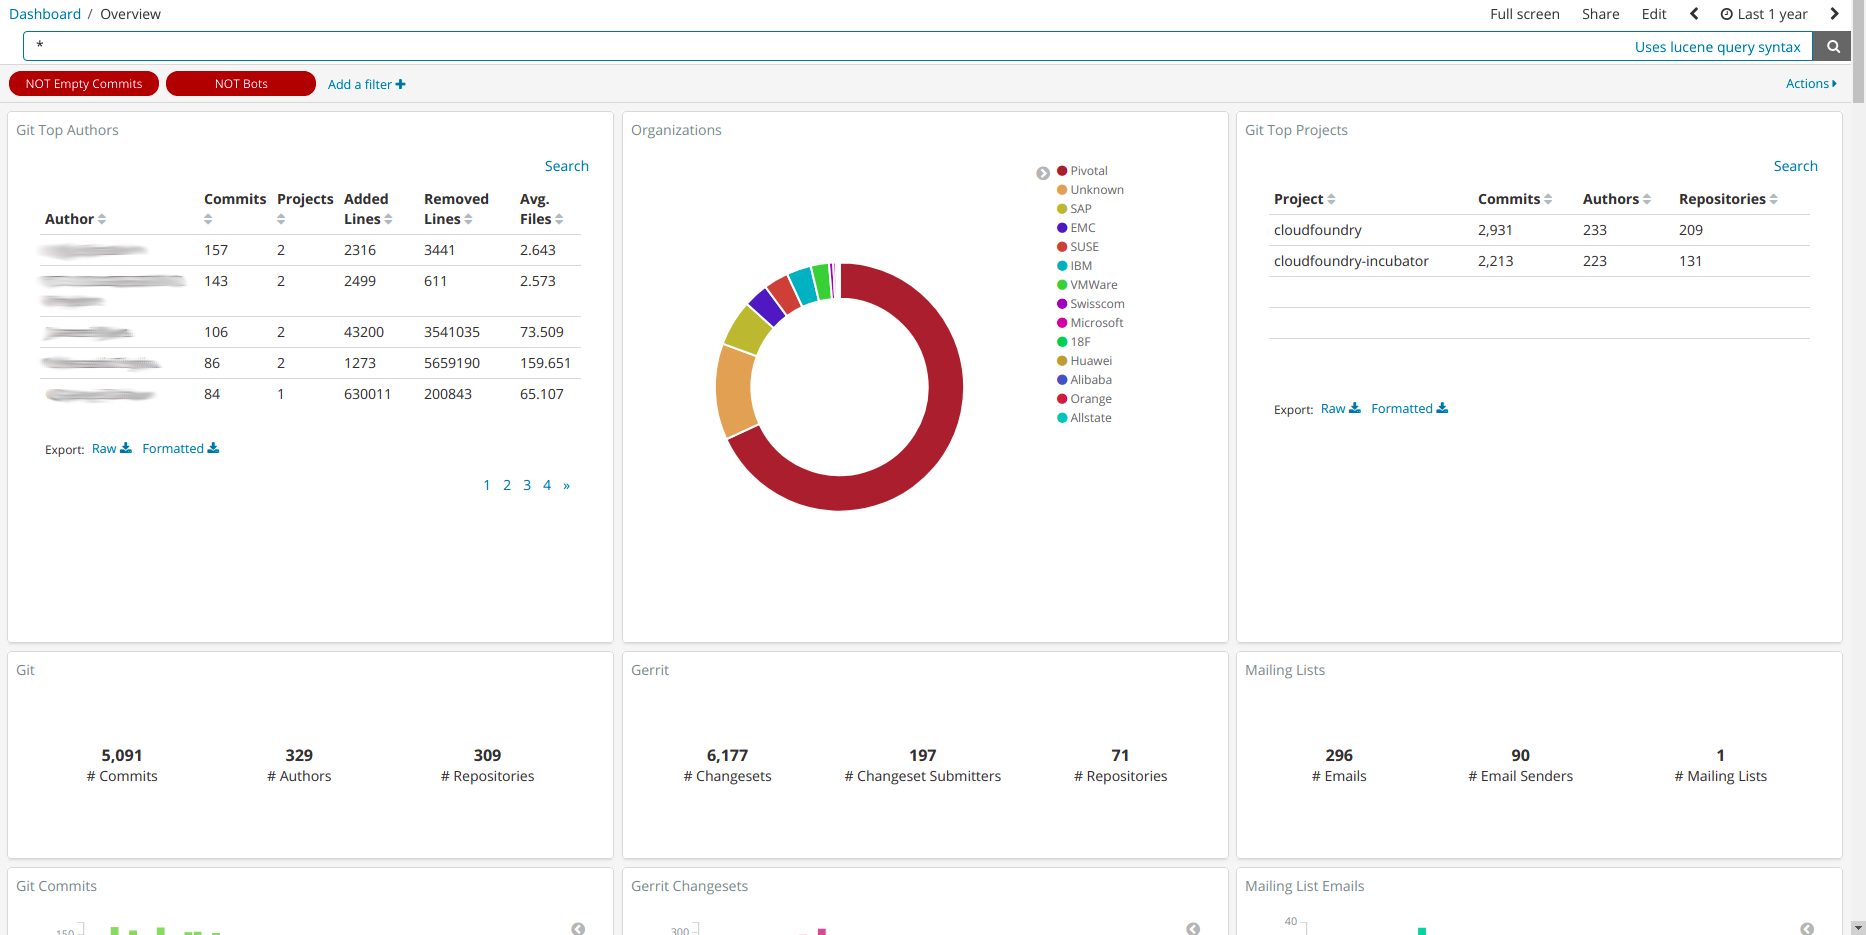 Dashboard / Overview
Full screen Share Edit Last 1 year
*
Uses lucene query syntax
NOT Empty Commits NOT Bots Add a filter
Actions
Git Top Authors
Search
Author Commits Projects Added Lines Removed Lines Avg. Files
157 2 2316 3441 2.643
143 2 2499 611 2.573
106 2 43200 3541035 73.509
86 2 1273 5659190 159.651
84 1 630011 200843 65.107
Export: Raw Formatted
1 2 3 4 »
Organizations
Pivotal
Unknown
SAP
EMC
SUSE
IBM
VMWare
Swisscom
Microsoft
18F
Huawei
Alibaba
Orange
Allstate
Git Top Projects
Search
Project Commits Authors Repositories
cloudfoundry 2,931 233 209
cloudfoundry-incubator 2,213 223 131
Export: Raw Formatted
Git
5,091 329 309
# Commits # Authors # Repositories
Gerrit
6,177 197 71
# Changesets # Changeset Submitters # Repositories
Mailing Lists
296 90 1
# Emails # Email Senders # Mailing Lists
Git Commits
150
Gerrit Changesets
300
Mailing List Emails
40